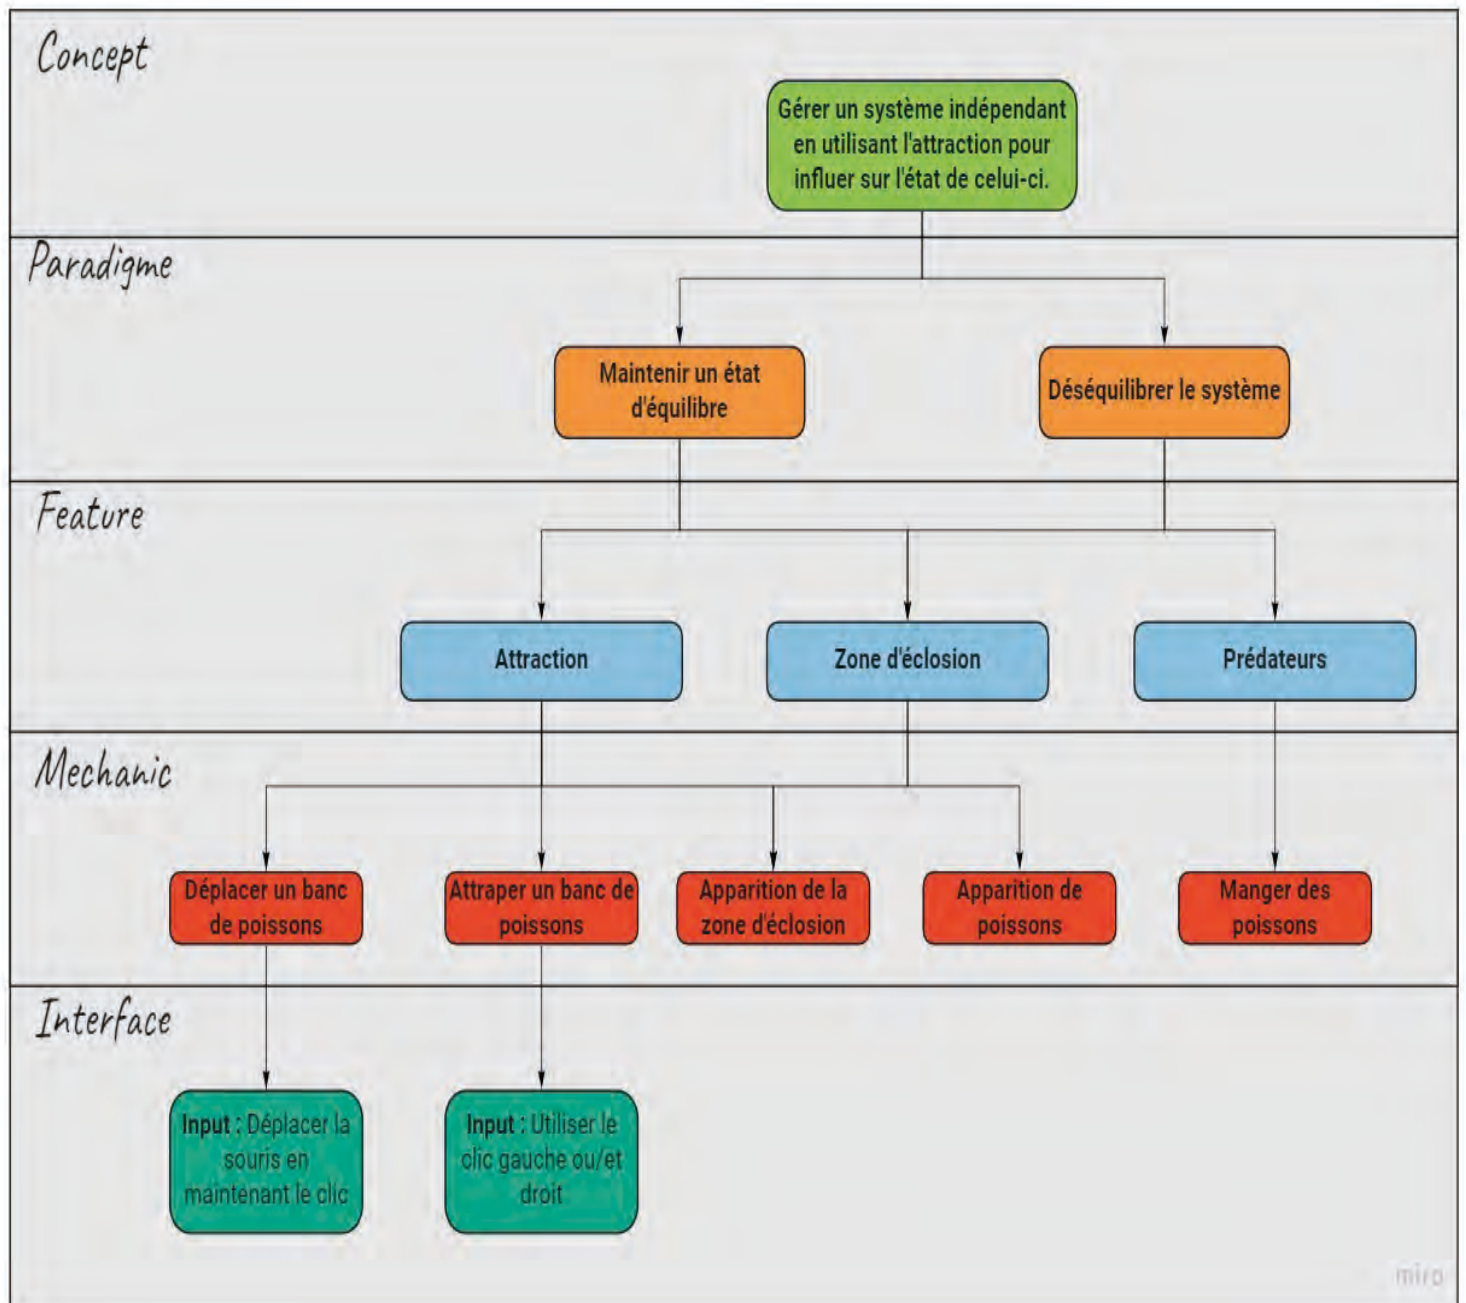 Concept
Gérer un système indépendant
en utilisant l'attraction pour
influer sur l'état de celui-ci.
Paradigme
Maintenir un état
d'équilibre
Déséquilibrer le système
Feature
Attraction
Zone d'éclosion
Prédateurs
Mechanic
Déplacer un banc
de poissons
Attraper un banc de
poissons
Apparition de la
zone d'éclosion
Apparition de
poissons
Manger des
poissons
Interface
Input : Déplacer la
souris en
maintenant le clic
Input : Utiliser le
clic gauche ou/et
droit
miro